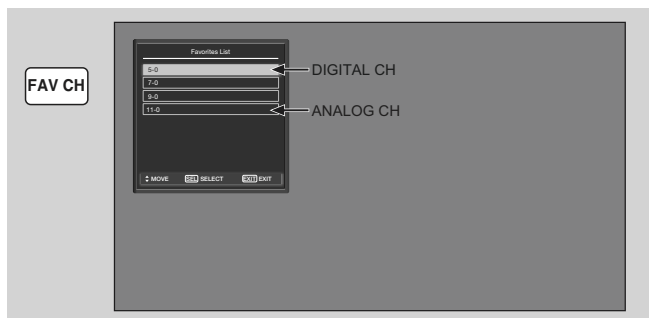 Favorites List
5-0
DIGITAL CH
FAV CH
7-0
9-0
11-0
ANALOG CH
MOVE SEL SELECT EXIT EXIT